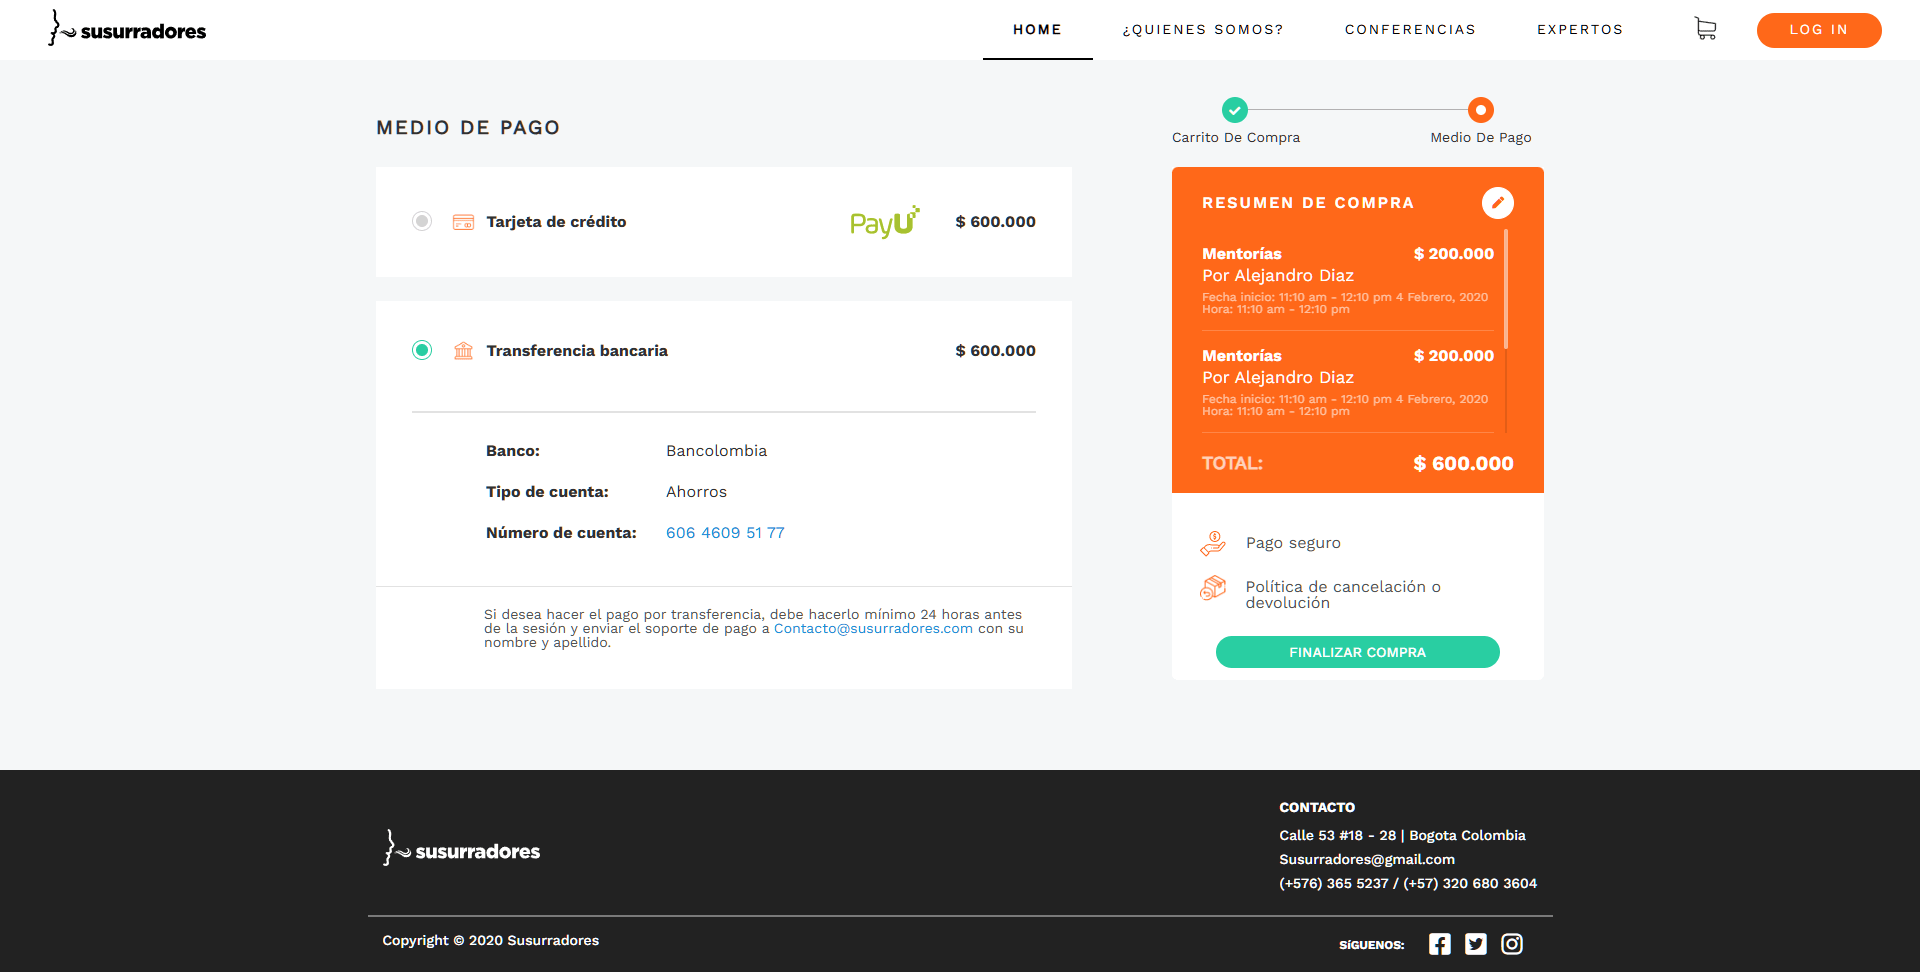 susurradores
HOME
¿QUIENES SOMOS?
CONFERENCIAS
EXPERTOS
LOG IN
MEDIO DE PAGO
Carrito De Compra
Medio De Pago
Tarjeta de crédito
PayU
$ 600.000
Transferencia bancaria
$ 600.000
Banco:
Bancolombia
Tipo de cuenta:
Ahorros
Número de cuenta:
606 4609 51 77
Si desea hacer el pago por transferencia, debe hacerlo mínimo 24 horas antes
de la sesión y enviar el soporte de pago a Contacto@susurradores.com con su
nombre y apellido.
RESUMEN DE COMPRA
Mentorías
$ 200.000
Por Alejandro Diaz
Fecha inicio: 11:10 am - 12:10 pm 4 Febrero, 2020
Hora: 11:10 am - 12:10 pm
Mentorías
$ 200.000
Por Alejandro Diaz
Fecha inicio: 11:10 am - 12:10 pm 4 Febrero, 2020
Hora: 11:10 am - 12:10 pm
TOTAL:
$ 600.000
Pago seguro
Política de cancelación o
devolución
FINALIZAR COMPRA
susurradores
CONTACTO
Calle 53 #18 - 28 | Bogota Colombia
Susurradores@gmail.com
(+576) 365 5237 / (+57) 320 680 3604
Copyright © 2020 Susurradores
SíGUENOS: